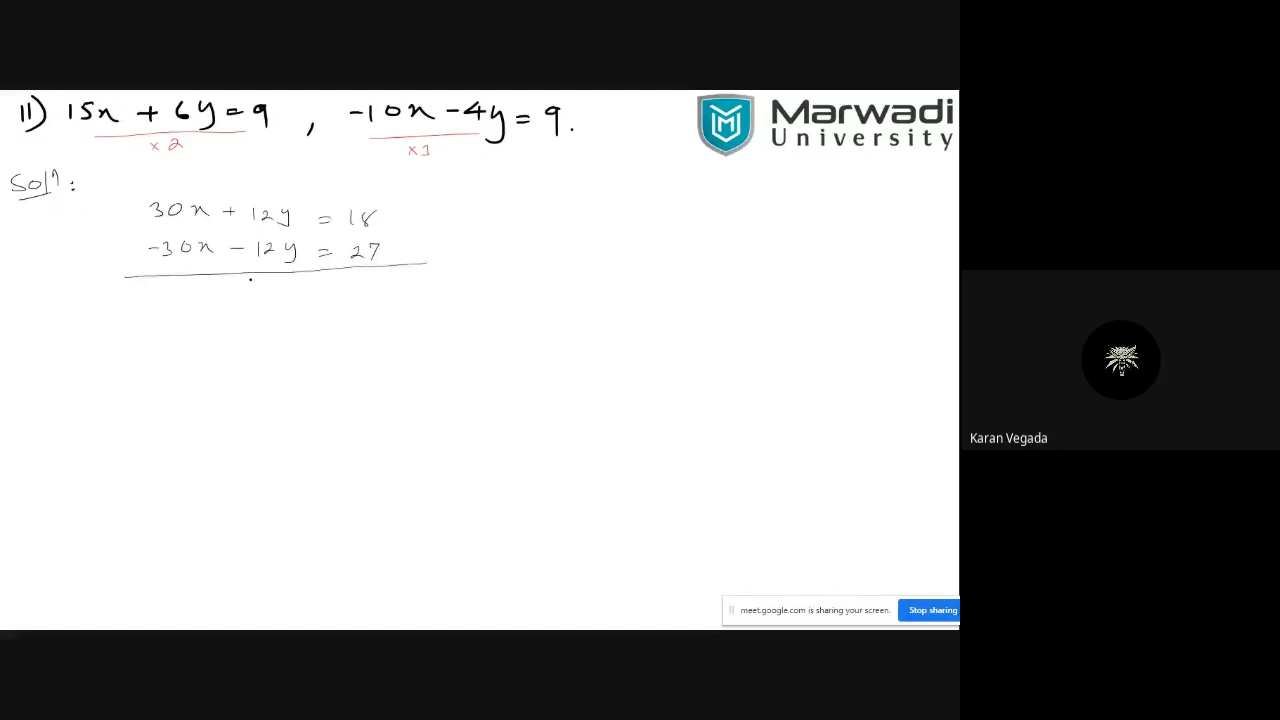 11) 15x + 6y = 9 , -10x - 4y = 9.
x 2 x3
Marwadi
University
Soln :
30x + 12y = 18
-30x - 12y = 27
Karan Vegada
meet.google.com is sharing your screen. Stop sharing